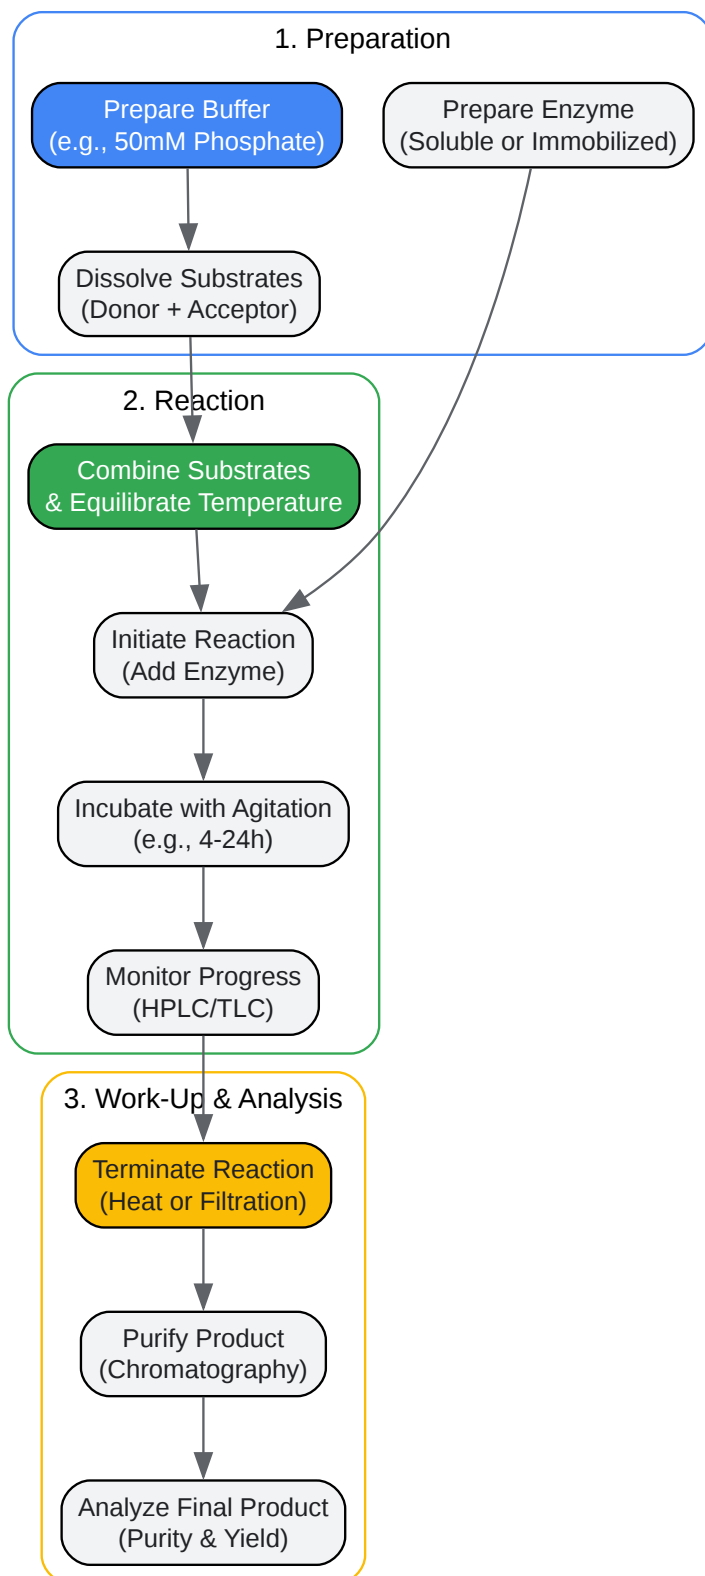 1. Preparation
Prepare Buffer
(e.g., 50mM Phosphate)
Prepare Enzyme
(Soluble or Immobilized)
Dissolve Substrates
(Donor + Acceptor)
2. Reaction
Combine Substrates
& Equilibrate Temperature
Initiate Reaction
(Add Enzyme)
Incubate with Agitation
(e.g., 4-24h)
Monitor Progress
(HPLC/TLC)
3. Work-Up & Analysis
Terminate Reaction
(Heat or Filtration)
Purify Product
(Chromatography)
Analyze Final Product
(Purity & Yield)